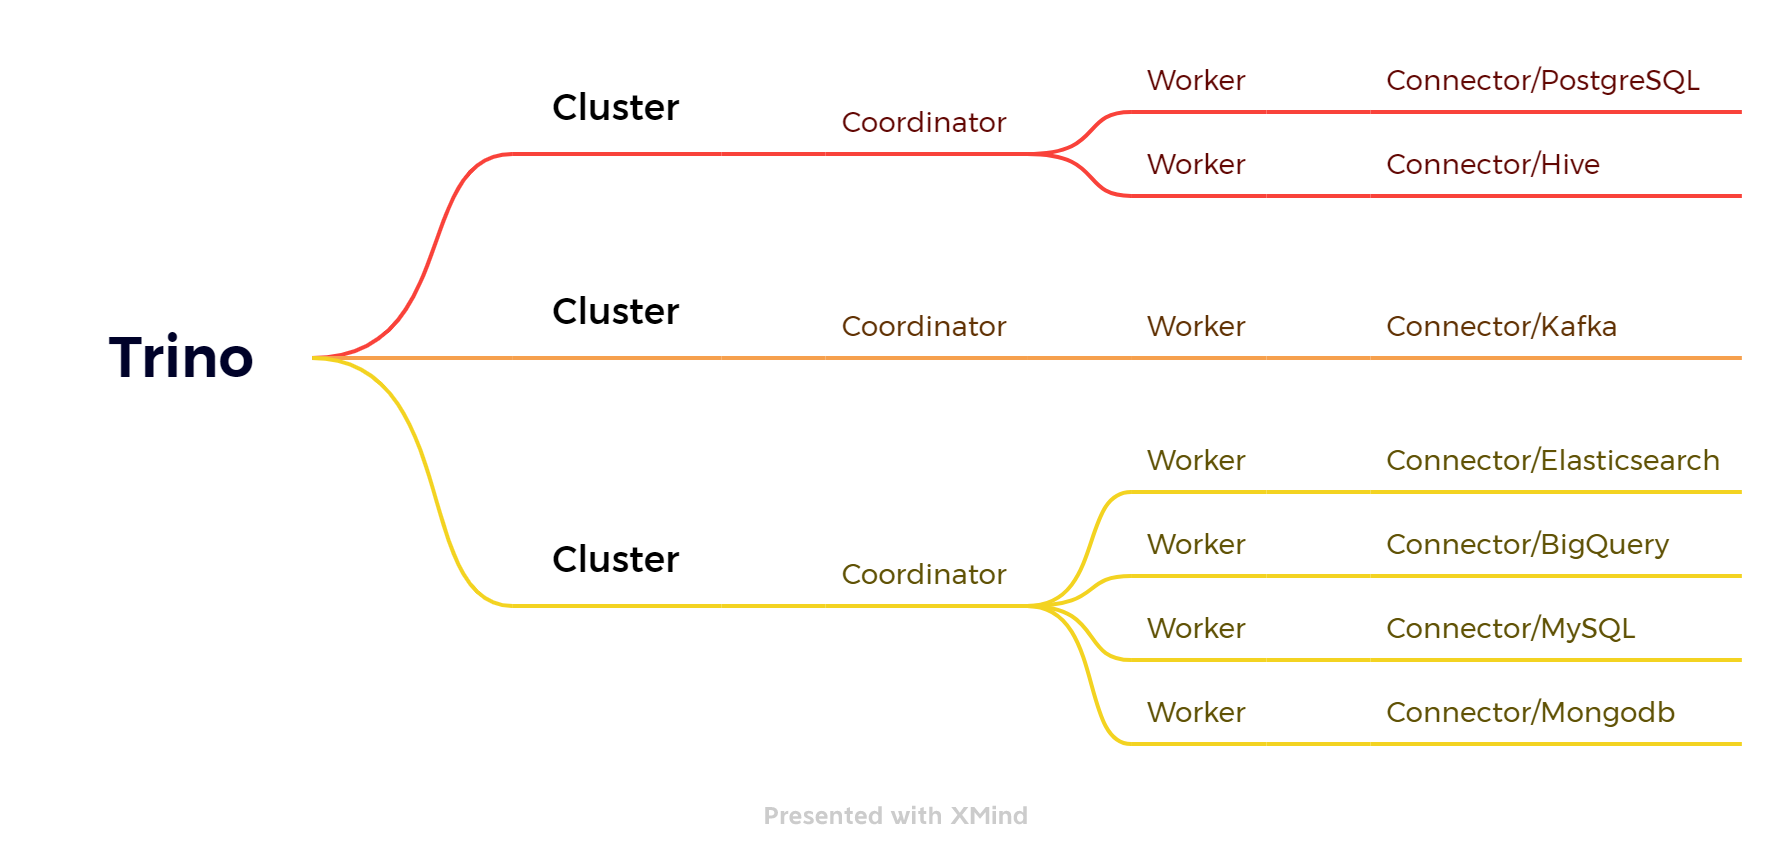 Trino
Cluster
Coordinator
Worker
Connector/PostgreSQL
Worker
Connector/Hive
Cluster
Coordinator
Worker
Connector/Kafka
Cluster
Coordinator
Worker
Connector/Elasticsearch
Worker
Connector/BigQuery
Worker
Connector/MySQL
Worker
Connector/Mongodb
Presented with XMind